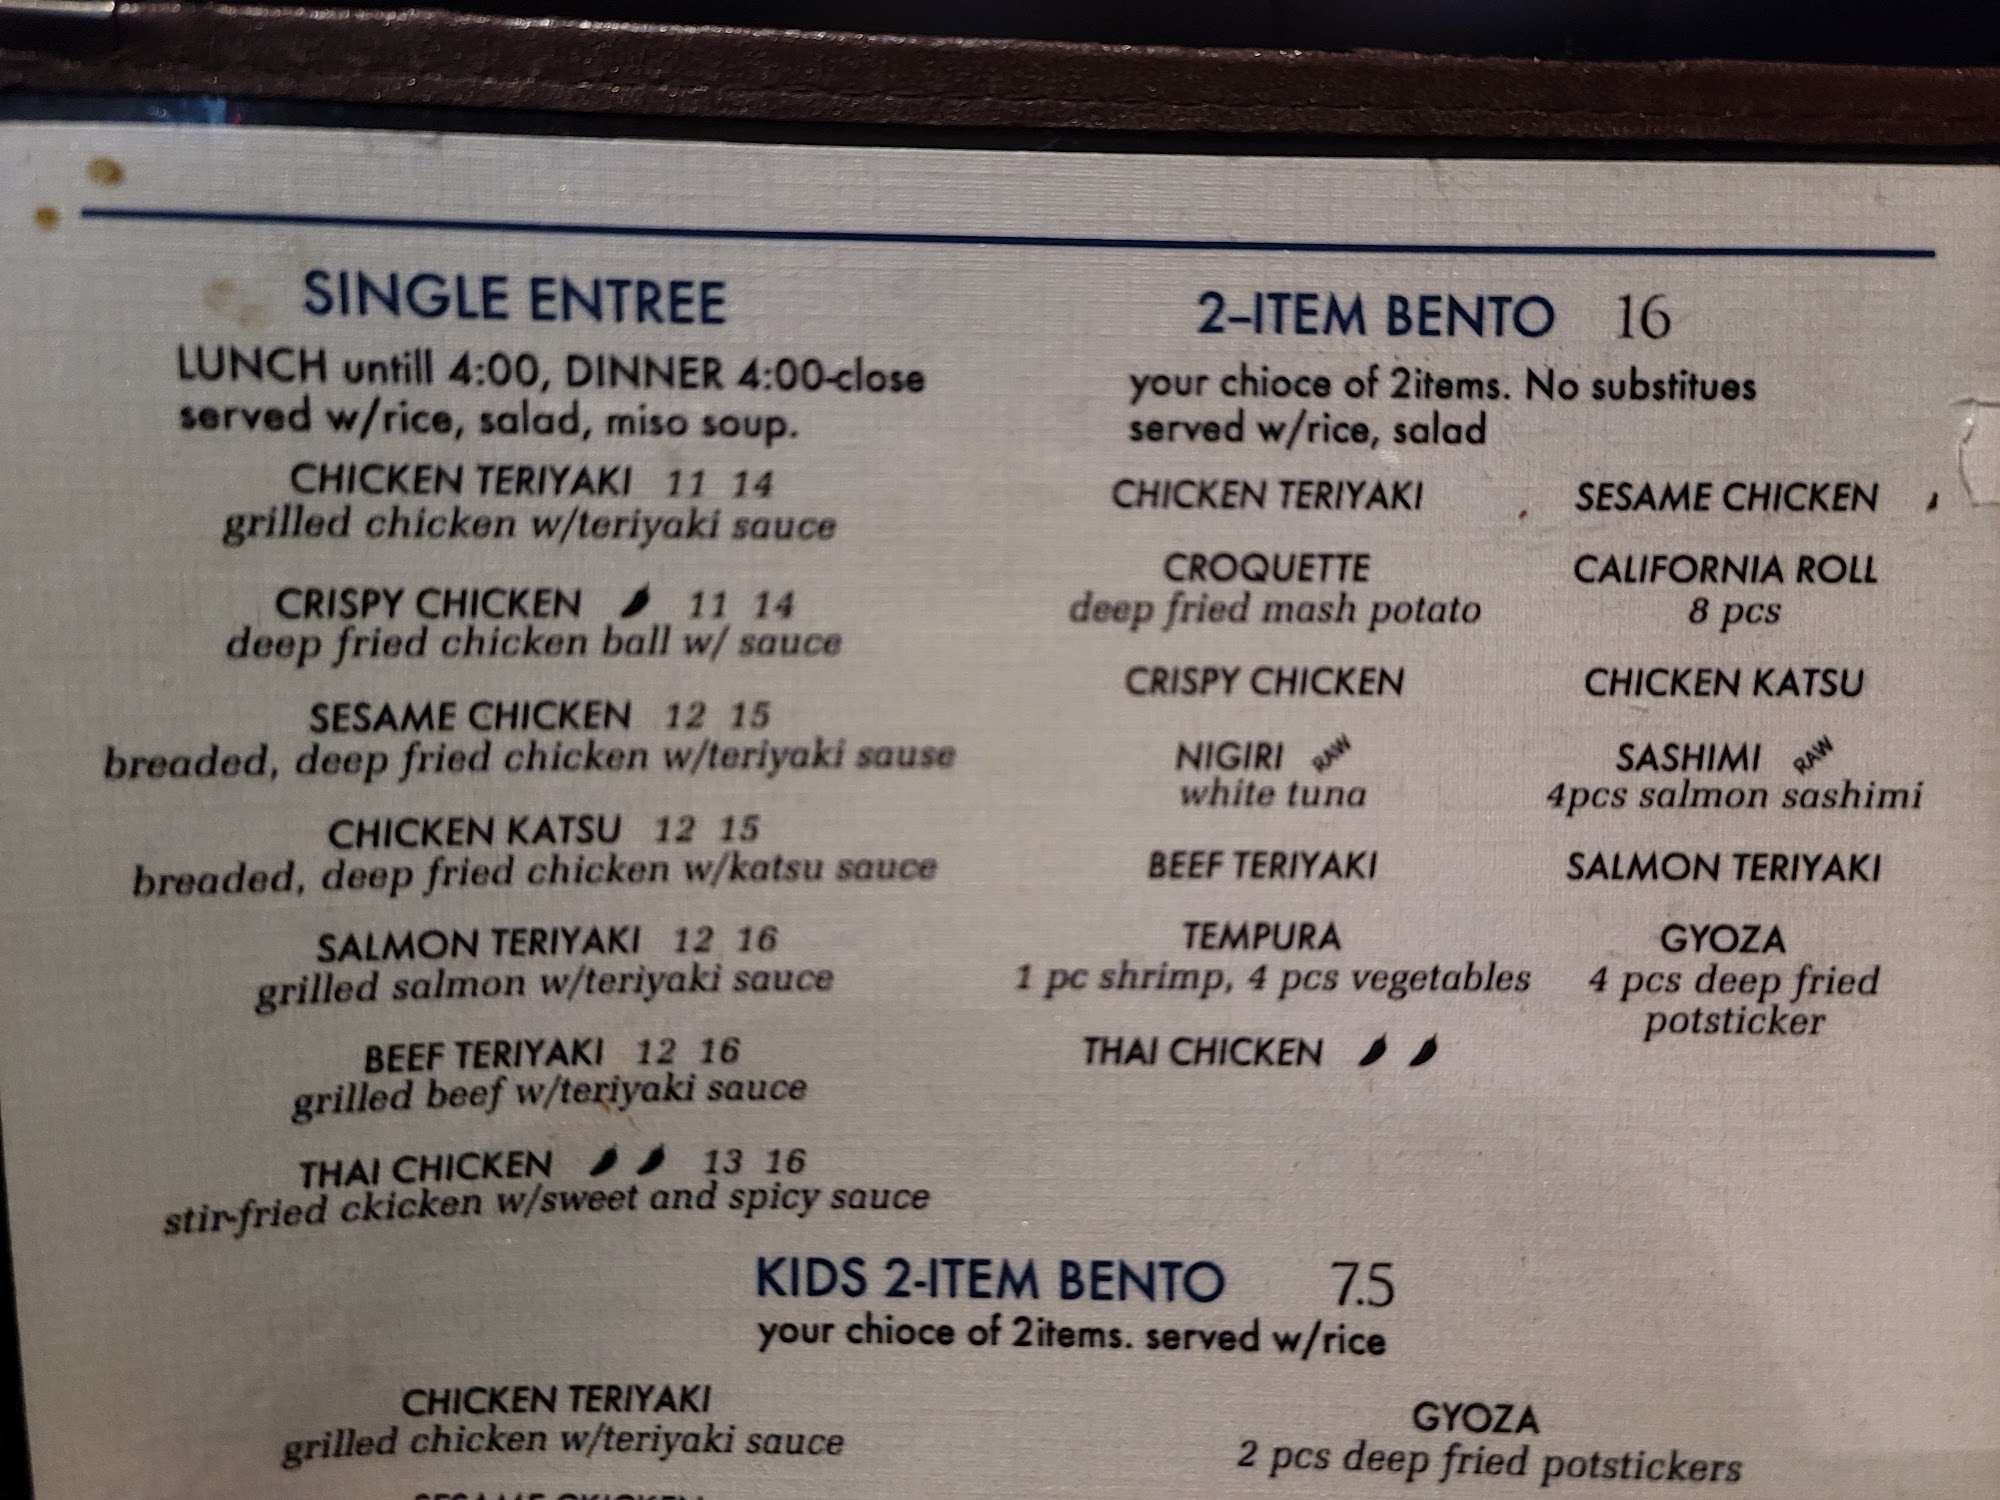 SINGLE ENTREE
LUNCH untill 4:00, DINNER 4:00-close
served w/rice, salad, miso soup.
CHICKEN TERIYAKI 11 14
grilled chicken w/teriyaki sauce
CRISPY CHICKEN 11 14
deep fried chicken ball w/ sauce
SESAME CHICKEN 12 15
breaded, deep fried chicken w/teriyaki sause
CHICKEN KATSU 12 15
breaded, deep fried chicken w/katsu sauce
SALMON TERIYAKI 12 16
grilled salmon w/teriyaki sauce
BEEF TERIYAKI 12 16
grilled beef w/teriyaki sauce
THAI CHICKEN 13 16
stir-fried ckicken w/sweet and spicy sauce
2-ITEM BENTO 16
your chioce of 2items. No substitues
served w/rice, salad
CHICKEN TERIYAKI
SESAME CHICKEN
CROQUETTE
deep fried mash potato
CALIFORNIA ROLL
8 pcs
CRISPY CHICKEN
CHICKEN KATSU
NIGIRI RAW
white tuna
SASHIMI RAW
4pcs salmon sashimi
BEEF TERIYAKI
SALMON TERIYAKI
TEMPURA
1 pc shrimp, 4 pcs vegetables
GYOZA
4 pcs deep fried
potsticker
THAI CHICKEN
KIDS 2-ITEM BENTO 7.5
your chioce of 2items. served w/rice
CHICKEN TERIYAKI
grilled chicken w/teriyaki sauce
GYOZA
2 pcs deep fried potstickers